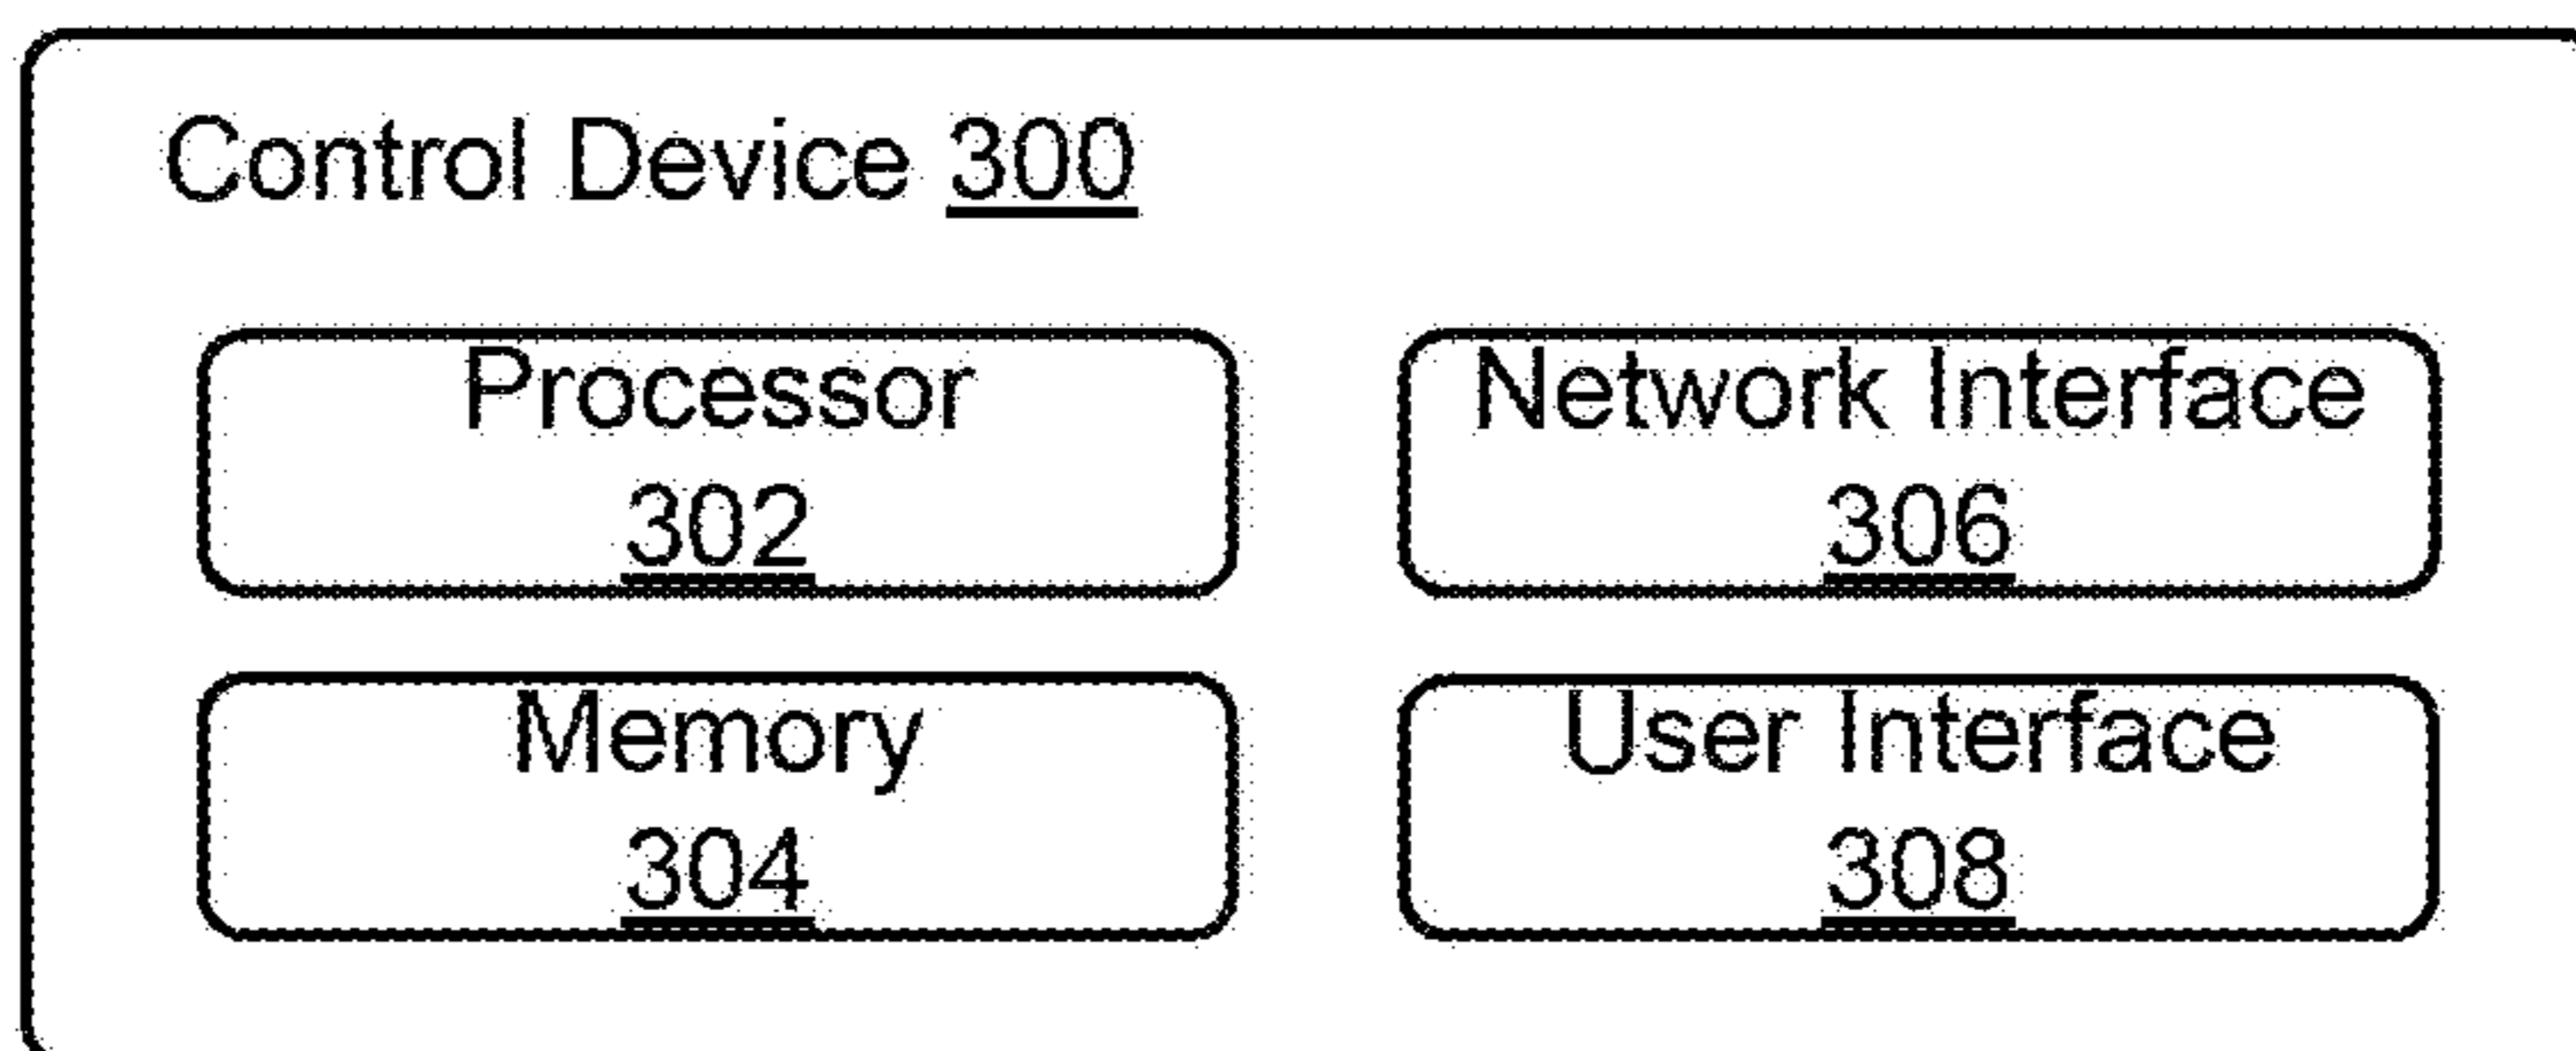 Control Device 300
Processor
302
Network Interface
306
Memory
304
User Interface
308